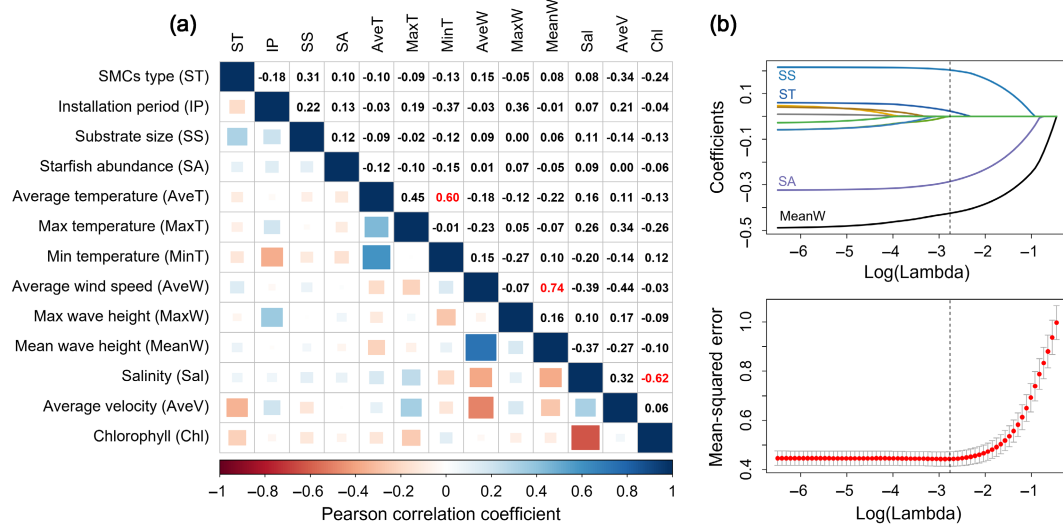 (a)
ST IP SS SA AveT MaxT MinT AveW MaxW MeanW Sal AveV Chl
SMCs type (ST) -0.18 0.31 0.10 -0.10 -0.09 -0.13 0.15 -0.05 0.08 0.08 -0.34 -0.24
Installation period (IP) 0.22 0.13 -0.03 0.19 -0.37 -0.03 0.36 -0.01 0.07 0.21 -0.04
Substrate size (SS) 0.12 -0.09 -0.02 -0.12 0.09 0.00 0.06 0.11 -0.14 -0.13
Starfish abundance (SA) -0.12 -0.10 -0.15 0.01 0.07 -0.05 0.09 0.00 -0.06
Average temperature (AveT) 0.45 0.60 -0.18 -0.12 -0.22 0.16 0.11 -0.13
Max temperature (MaxT) -0.01 -0.23 0.05 -0.07 0.26 0.34 -0.26
Min temperature (MinT) 0.15 -0.27 0.10 -0.20 -0.14 0.12
Average wind speed (AveW) -0.07 0.74 -0.39 -0.44 -0.03
Max wave height (MaxW) 0.16 0.10 0.17 -0.09
Mean wave height (MeanW) -0.37 -0.27 -0.10
Salinity (Sal) 0.32 -0.62
Average velocity (AveV) 0.06
Chlorophyll (Chl)
−1 −0.8 −0.6 −0.4 −0.2 0 0.2 0.4 0.6 0.8 1
Pearson correlation coefficient
(b)
Coefficients
0.1
−0.1
−0.3
−0.5
SS
ST
SA
MeanW
−6 −5 −4 −3 −2 −1
Log(Lambda)
Mean-squared error
1.0
0.8
0.6
0.4
−6 −5 −4 −3 −2 −1
Log(Lambda)